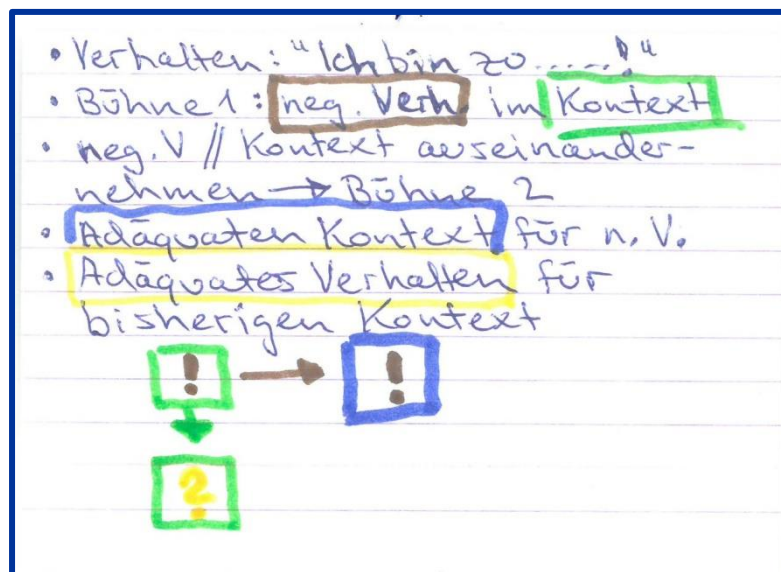 • Verhalten: "Ich bin zo.....!"
• Bühne 1: neg. Verh. im Kontext
• neg. V // Kontext auseinander-
nehmen → Bühne 2
• Adäquaten Kontext für n. V.
• Adäquates Verhalten für
bisherigen Kontext
! → !
?